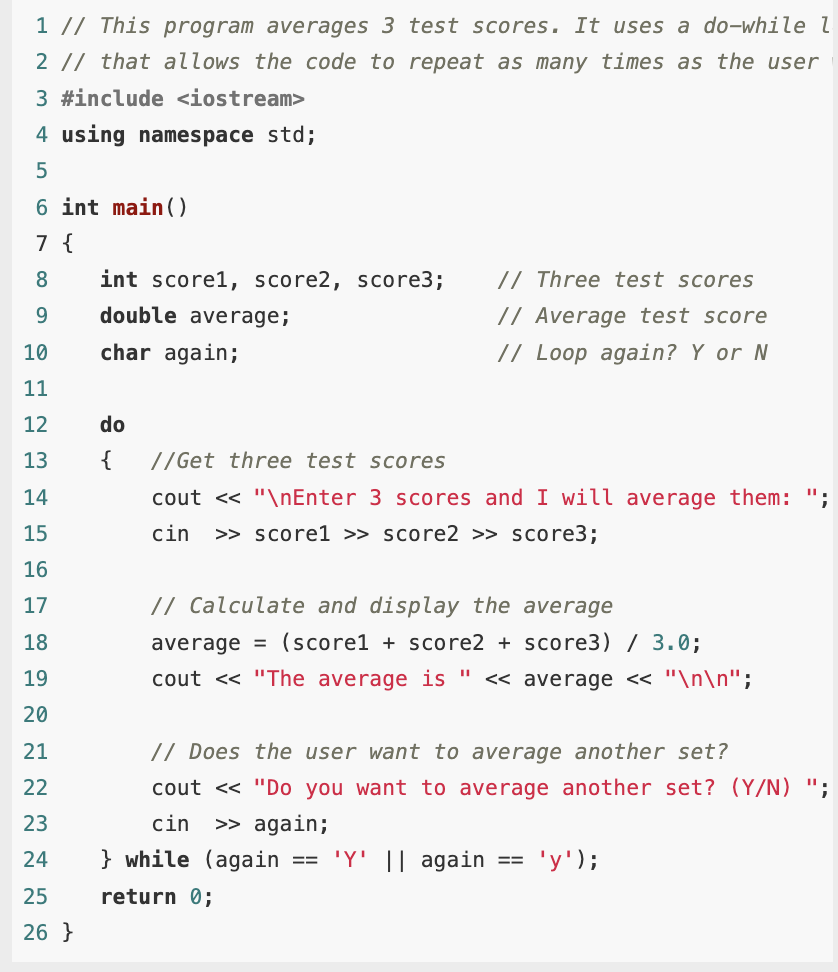 1 // This program averages 3 test scores. It uses a do-while
2 // that allows the code to repeat as many times as the user
3 #include <iostream>
4 using namespace std;
5
6 int main()
7 {
8    int score1, score2, score3;    // Three test scores
9    double average;                // Average test score
10    char again;                    // Loop again? Y or N
11
12    do
13    {   //Get three test scores
14        cout << "\nEnter 3 scores and I will average them: ";
15        cin  >> score1 >> score2 >> score3;
16
17        // Calculate and display the average
18        average = (score1 + score2 + score3) / 3.0;
19        cout << "The average is " << average << "\n\n";
20
21        // Does the user want to average another set?
22        cout << "Do you want to average another set? (Y/N) ";
23        cin  >> again;
24    } while (again == 'Y' || again == 'y');
25    return 0;
26 }